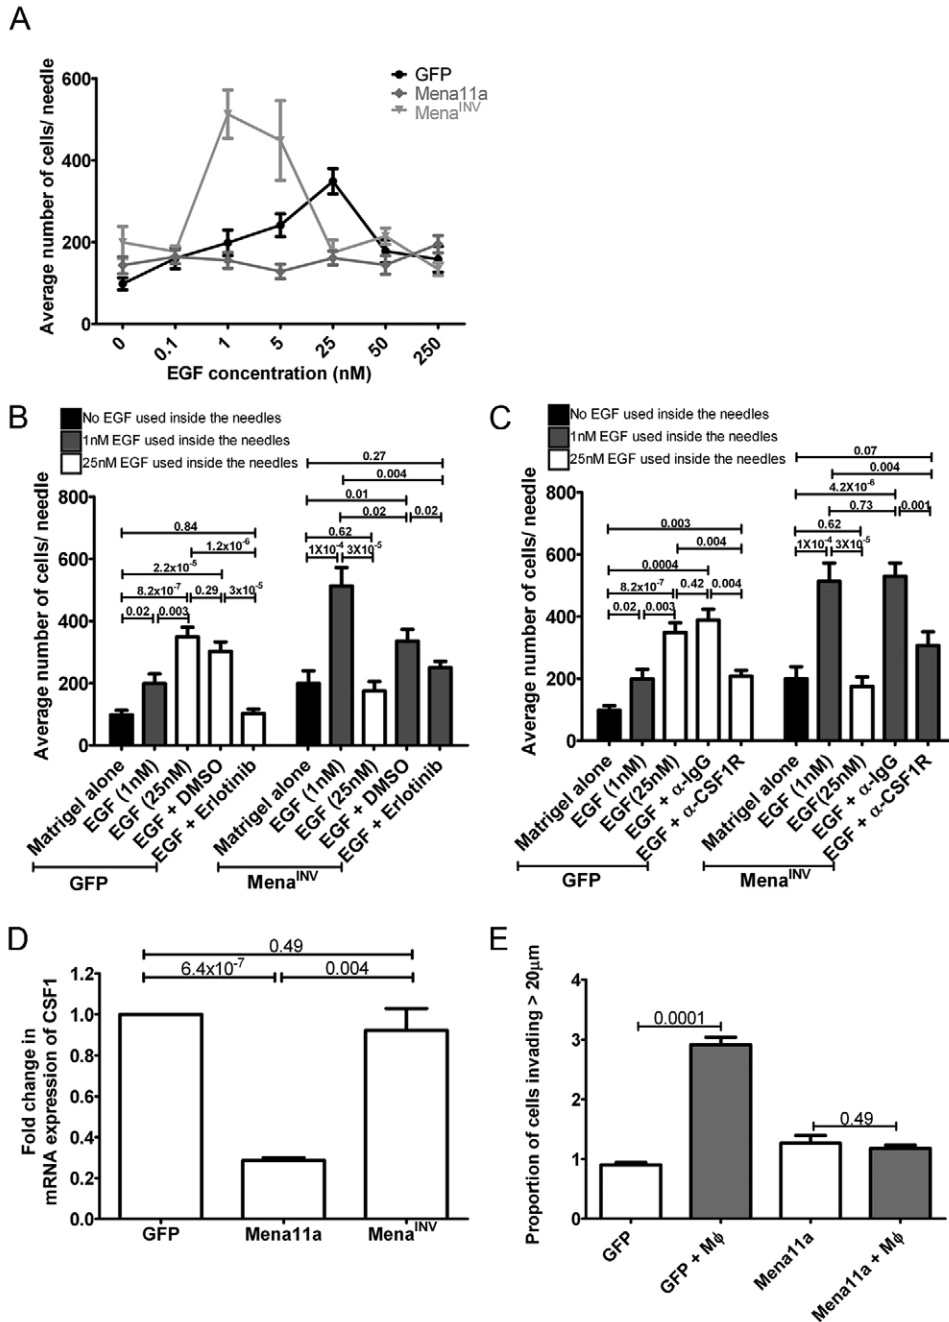 A
Average number of cells/ needle
600
400
200
0
GFP
Mena11a
Mena^INV
0
0.1
1
5
25
50
250
EGF concentration (nM)
B
No EGF used inside the needles
1nM EGF used inside the needles
25nM EGF used inside the needles
Average number of cells/ needle
800
600
400
200
0
0.84
1.2x10^-6
2.2x10^-5
8.2x10^-7
0.29
3x10^-5
0.02
0.003
0.27
0.004
0.01
0.02
0.02
0.62
1X10^-4
3X10^-5
Matrigel alone
EGF (1nM)
EGF (25nM)
EGF + DMSO
EGF + Erlotinib
Matrigel alone
EGF (1nM)
EGF (25nM)
EGF + DMSO
EGF + Erlotinib
GFP
Mena^INV
C
No EGF used inside the needles
1nM EGF used inside the needles
25nM EGF used inside the needles
Average number of cells/ needle
800
600
400
200
0
0.003
0.004
0.0004
8.2x10^-7
0.42
0.004
0.02
0.003
0.07
0.004
4.2X10^-6
0.73
0.001
0.62
1X10^-4
3X10^-5
Matrigel alone
EGF (1nM)
EGF(25nM)
EGF + α-IgG
EGF + α-CSF1R
Matrigel alone
EGF (1nM)
EGF(25nM)
EGF + α-IgG
EGF + α-CSF1R
GFP
Mena^INV
D
Fold change in
mRNA expression of CSF1
1.2
1.0
0.8
0.6
0.4
0.2
0.0
0.49
6.4x10^-7
0.004
GFP
Mena11a
Mena^INV
E
Proportion of cells invading > 20μm
4
3
2
1
0
0.0001
0.49
GFP
GFP + Mϕ
Mena11a
Mena11a + Mϕ